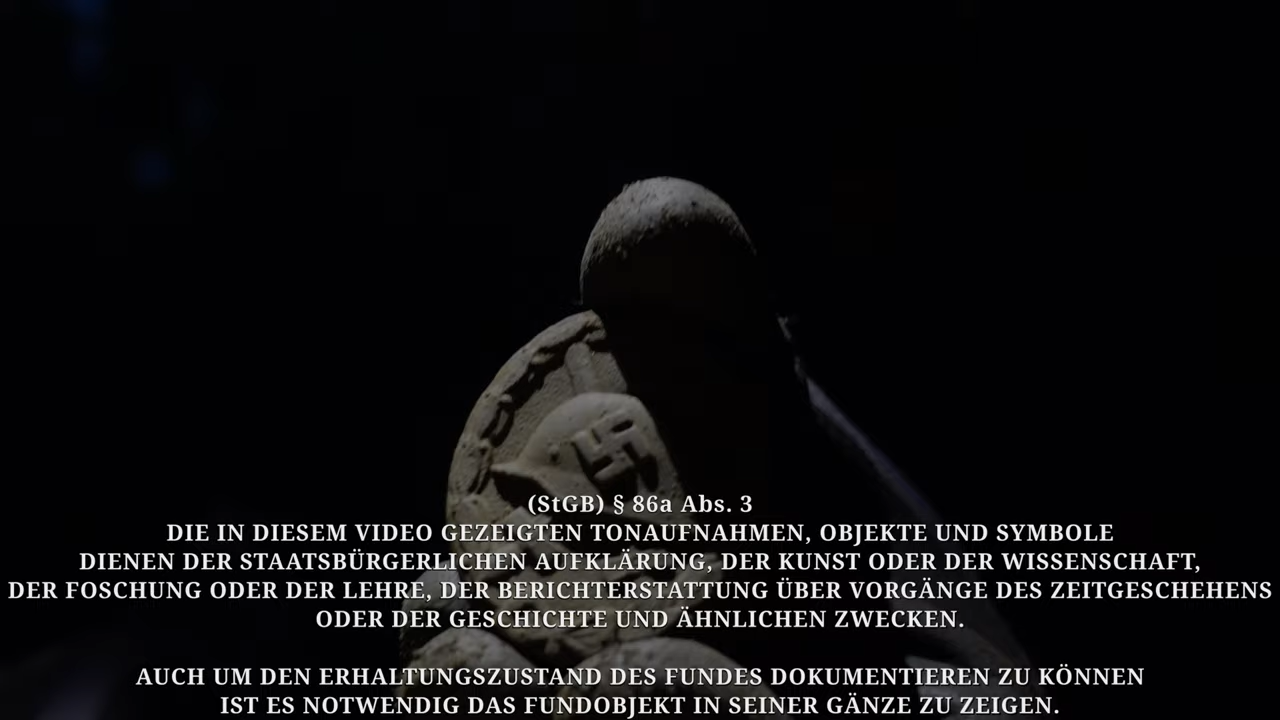 (StGB) § 86a Abs. 3
DIE IN DIESEM VIDEO GEZEIGTEN TONAUFNAHMEN, OBJEKTE UND SYMBOLE
DIENEN DER STAATSBÜRGERLICHEN AUFKLÄRUNG, DER KUNST ODER DER WISSENSCHAFT,
DER FOSCHUNG ODER DER LEHRE, DER BERICHTERSTATTUNG ÜBER VORGÄNGE DES ZEITGESCHEHENS
ODER DER GESCHICHTE UND ÄHNLICHEN ZWECKEN.
AUCH UM DEN ERHALTUNGSZUSTAND DES FUNDES DOKUMENTIEREN ZU KÖNNEN
IST ES NOTWENDIG DAS FUNDOBJEKT IN SEINER GÄNZE ZU ZEIGEN.